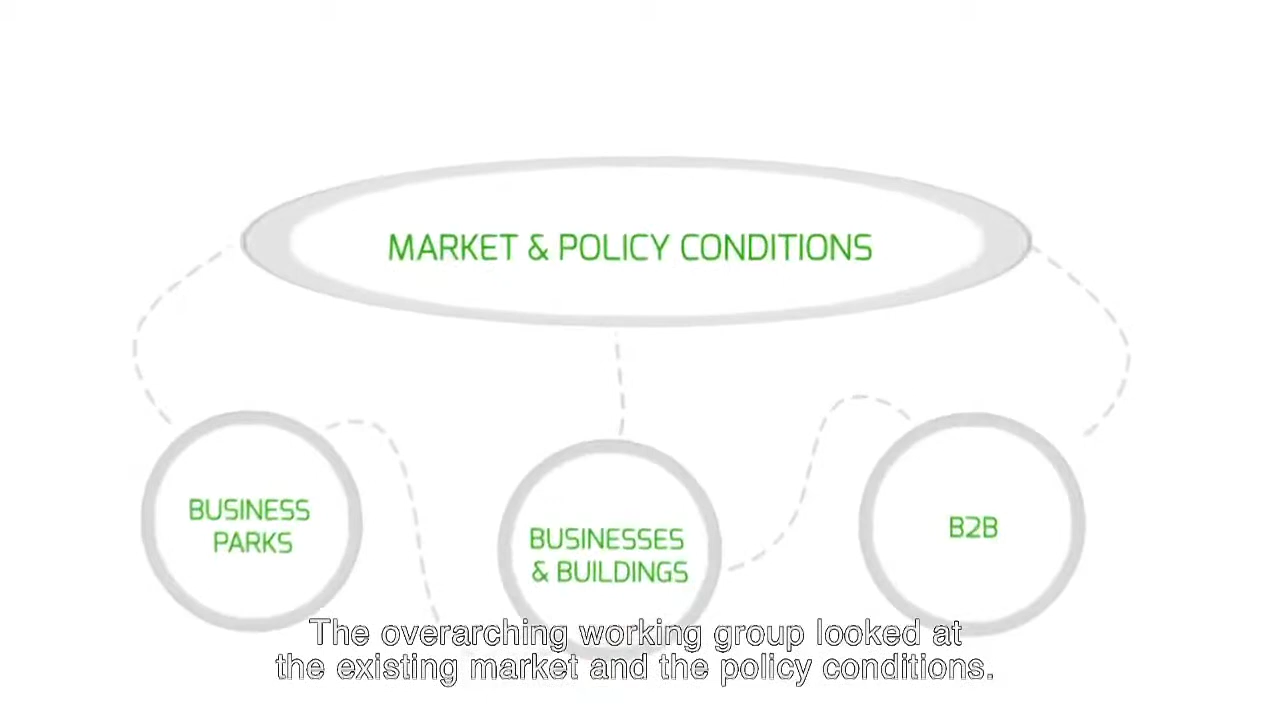 MARKET & POLICY CONDITIONS
BUSINESS
PARKS
BUSINESSES
& BUILDINGS
B2B
The overarching working group looked at
the existing market and the policy conditions.